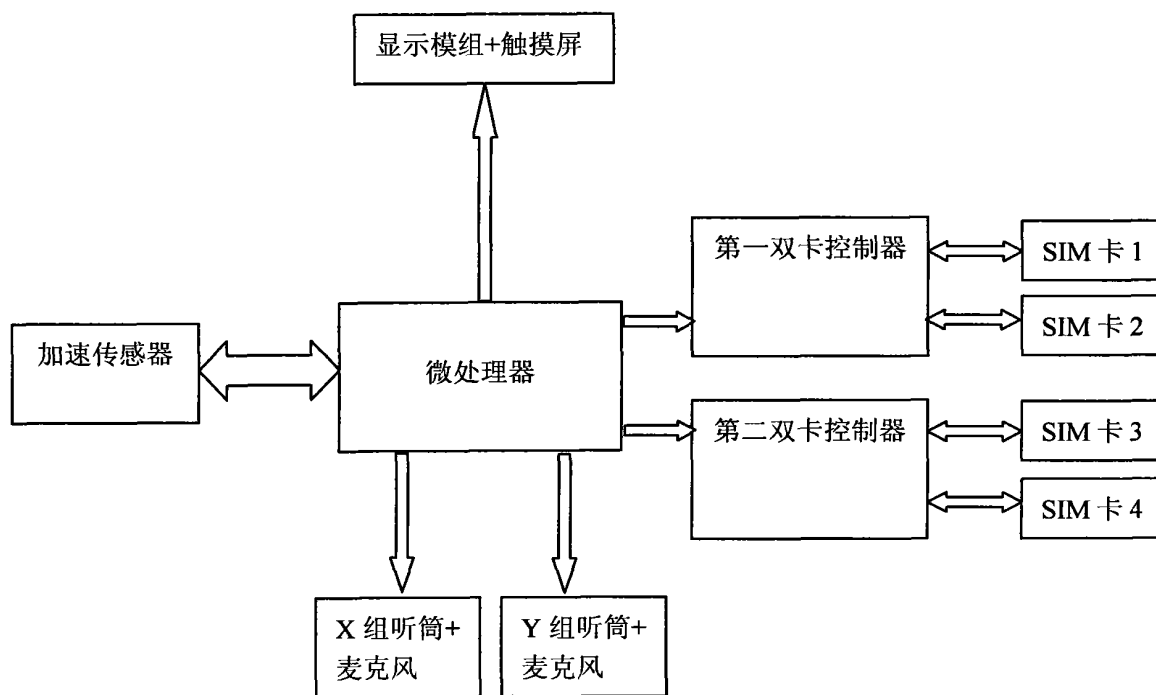 显示模组+触摸屏
第一双卡控制器
SIM 卡 1
SIM 卡 2
加速传感器
微处理器
第二双卡控制器
SIM 卡 3
SIM 卡 4
X 组听筒+
麦克风
Y 组听筒+
麦克风